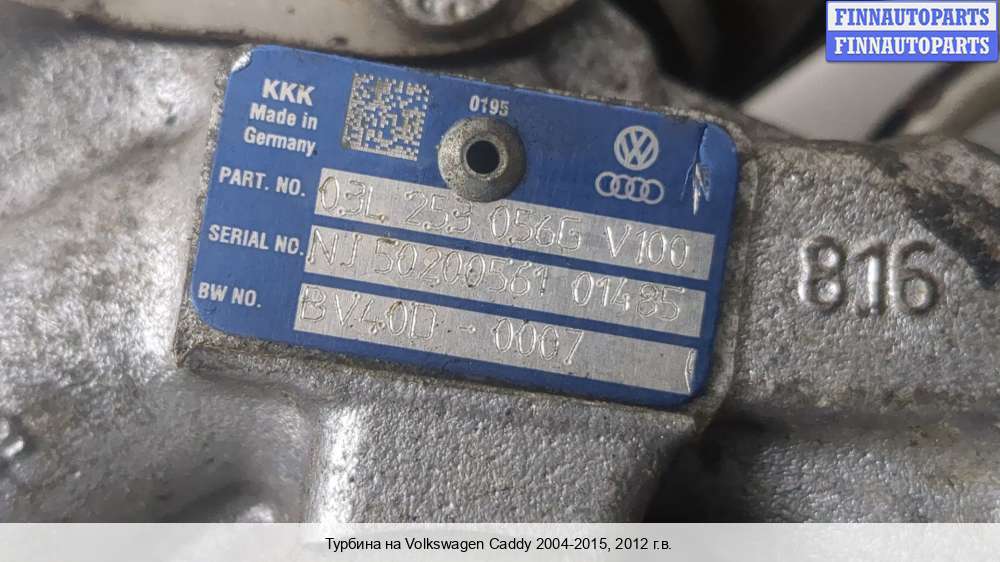 FINNAUTOPARTS
FINNAUTOPARTS
KKK
Made in
Germany
0195
PART. NO. 03L 253 056G V100
SERIAL NO. NJ 50200561 01485
BW NO. BV40D - 0007
816
Турбина на Volkswagen Caddy 2004-2015, 2012 г.в.